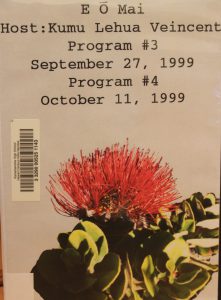 E Ō Mai
Host:Kumu Lehua Veincent
Program #3
September 27, 1999
Program #4
October 11, 1999